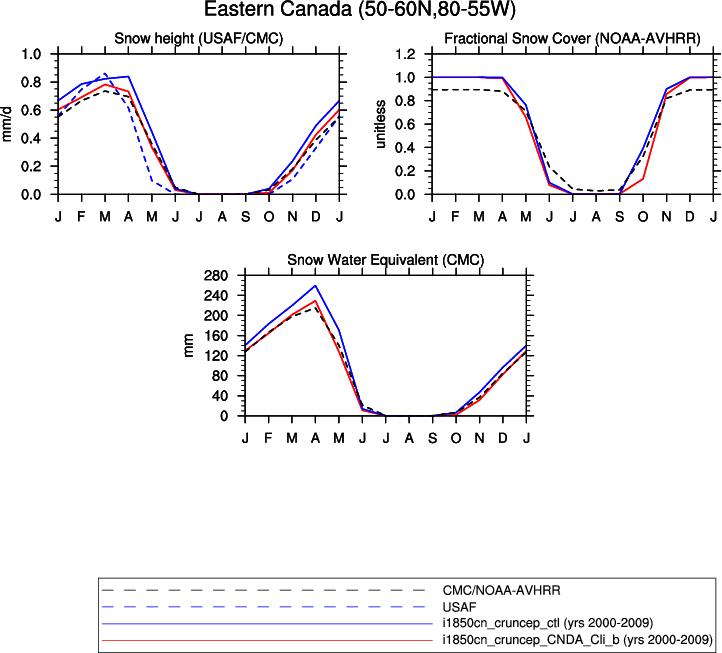 Eastern Canada (50-60N,80-55W)
Snow height (USAF/CMC)
1.0
0.8
0.6
0.4
0.2
0.0
mm/d
J F M A M J J A S O N D J
Fractional Snow Cover (NOAA-AVHRR)
1.2
1.0
0.8
0.6
0.4
0.2
0.0
unitless
J F M A M J J A S O N D J
Snow Water Equivalent (CMC)
280
240
200
160
120
80
40
0
mm
J F M A M J J A S O N D J
CMC/NOAA-AVHRR
USAF
i1850cn_cruncep_ctl (yrs 2000-2009)
i1850cn_cruncep_CNDA_Cli_b (yrs 2000-2009)